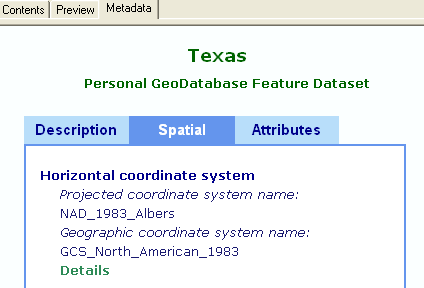 Contents Preview Metadata
Texas
Personal GeoDatabase Feature Dataset
Description Spatial Attributes
Horizontal coordinate system
Projected coordinate system name:
NAD_1983_Albers
Geographic coordinate system name:
GCS_North_American_1983
Details